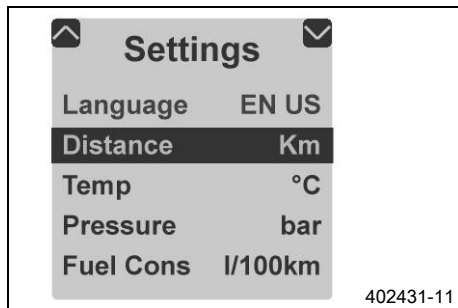 Settings
Language EN US
Distance Km
Temp °C
Pressure bar
Fuel Cons l/100km
402431-11